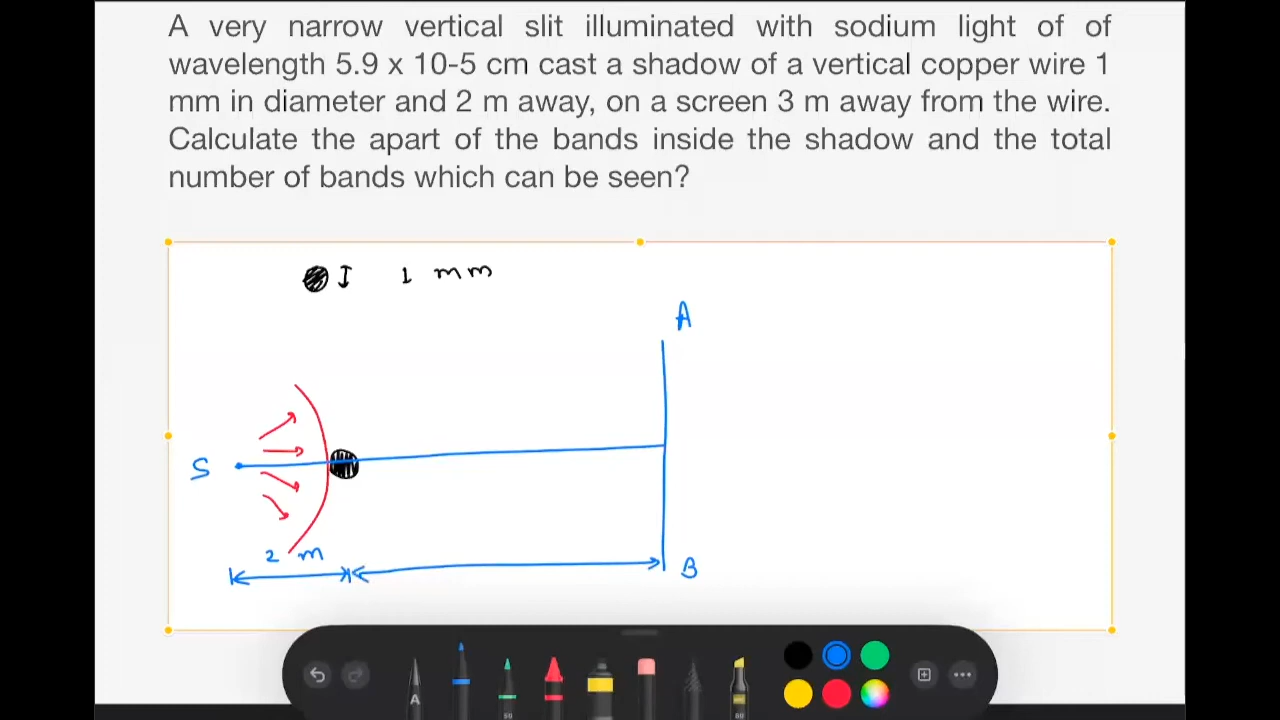 A very narrow vertical slit illuminated with sodium light of of
wavelength 5.9 x 10-5 cm cast a shadow of a vertical copper wire 1
mm in diameter and 2 m away, on a screen 3 m away from the wire.
Calculate the apart of the bands inside the shadow and the total
number of bands which can be seen?
1 mm
A
S
2 m
B
A